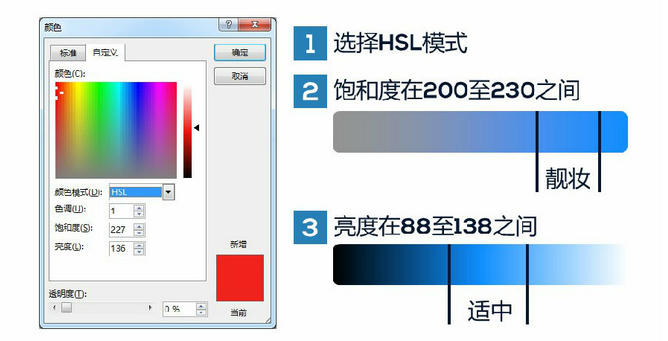 颜色
标准
自定义
确定
取消
颜色(C):
颜色模式(D):
HSL
色调(U):
1
饱和度(S):
227
亮度(L):
136
新增
当前
透明度(T):
0 %
1 选择HSL模式
2 饱和度在200至230之间
靓妆
3 亮度在88至138之间
适中